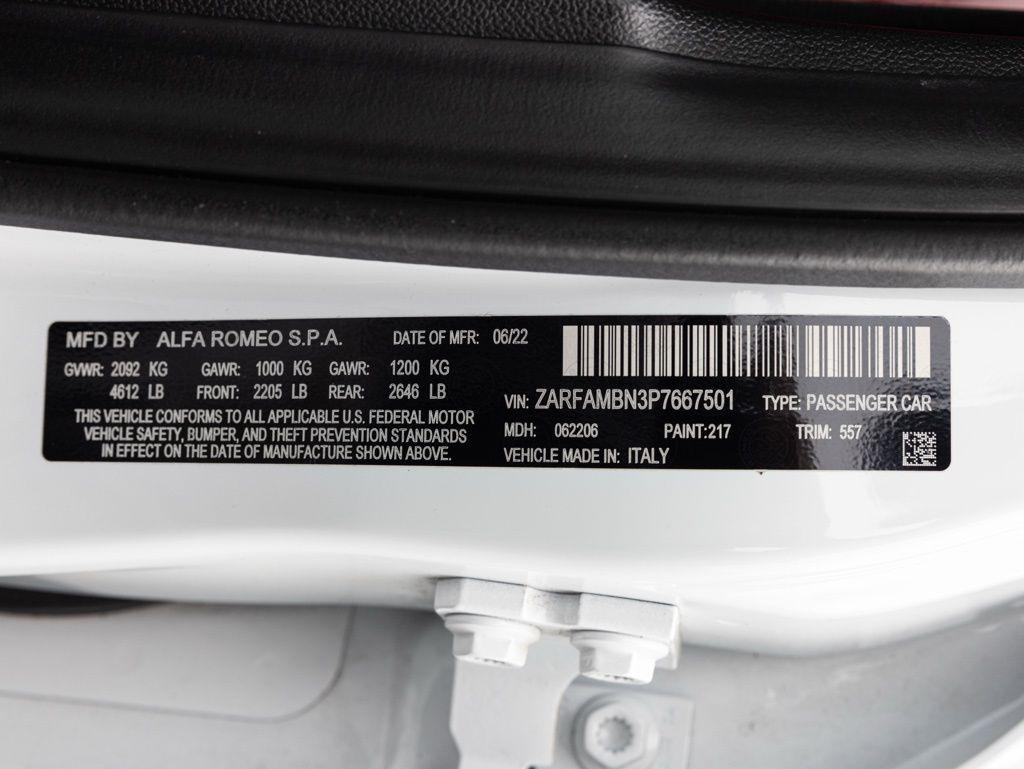 MFD BY ALFA ROMEO S.P.A. DATE OF MFR: 06/22
GVWR: 2092 KG GAWR: 1000 KG GAWR: 1200 KG
4612 LB FRONT: 2205 LB REAR: 2646 LB
THIS VEHICLE CONFORMS TO ALL APPLICABLE U.S. FEDERAL MOTOR
VEHICLE SAFETY, BUMPER, AND THEFT PREVENTION STANDARDS
IN EFFECT ON THE DATE OF MANUFACTURE SHOWN ABOVE.
VIN: ZARFAMBN3P7667501 TYPE: PASSENGER CAR
MDH: 062206 PAINT:217 TRIM: 557
VEHICLE MADE IN: ITALY